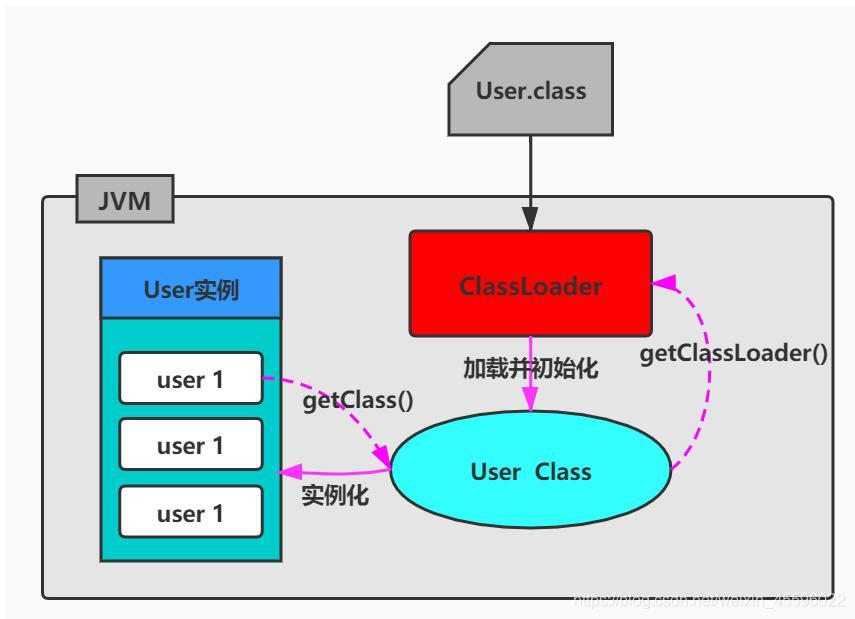 User.class
JVM
User实例
ClassLoader
加载并初始化
getClassLoader()
user 1
getClass()
user 1
User Class
实例化
user 1
https://blog.csdn.net/weixin_45596022